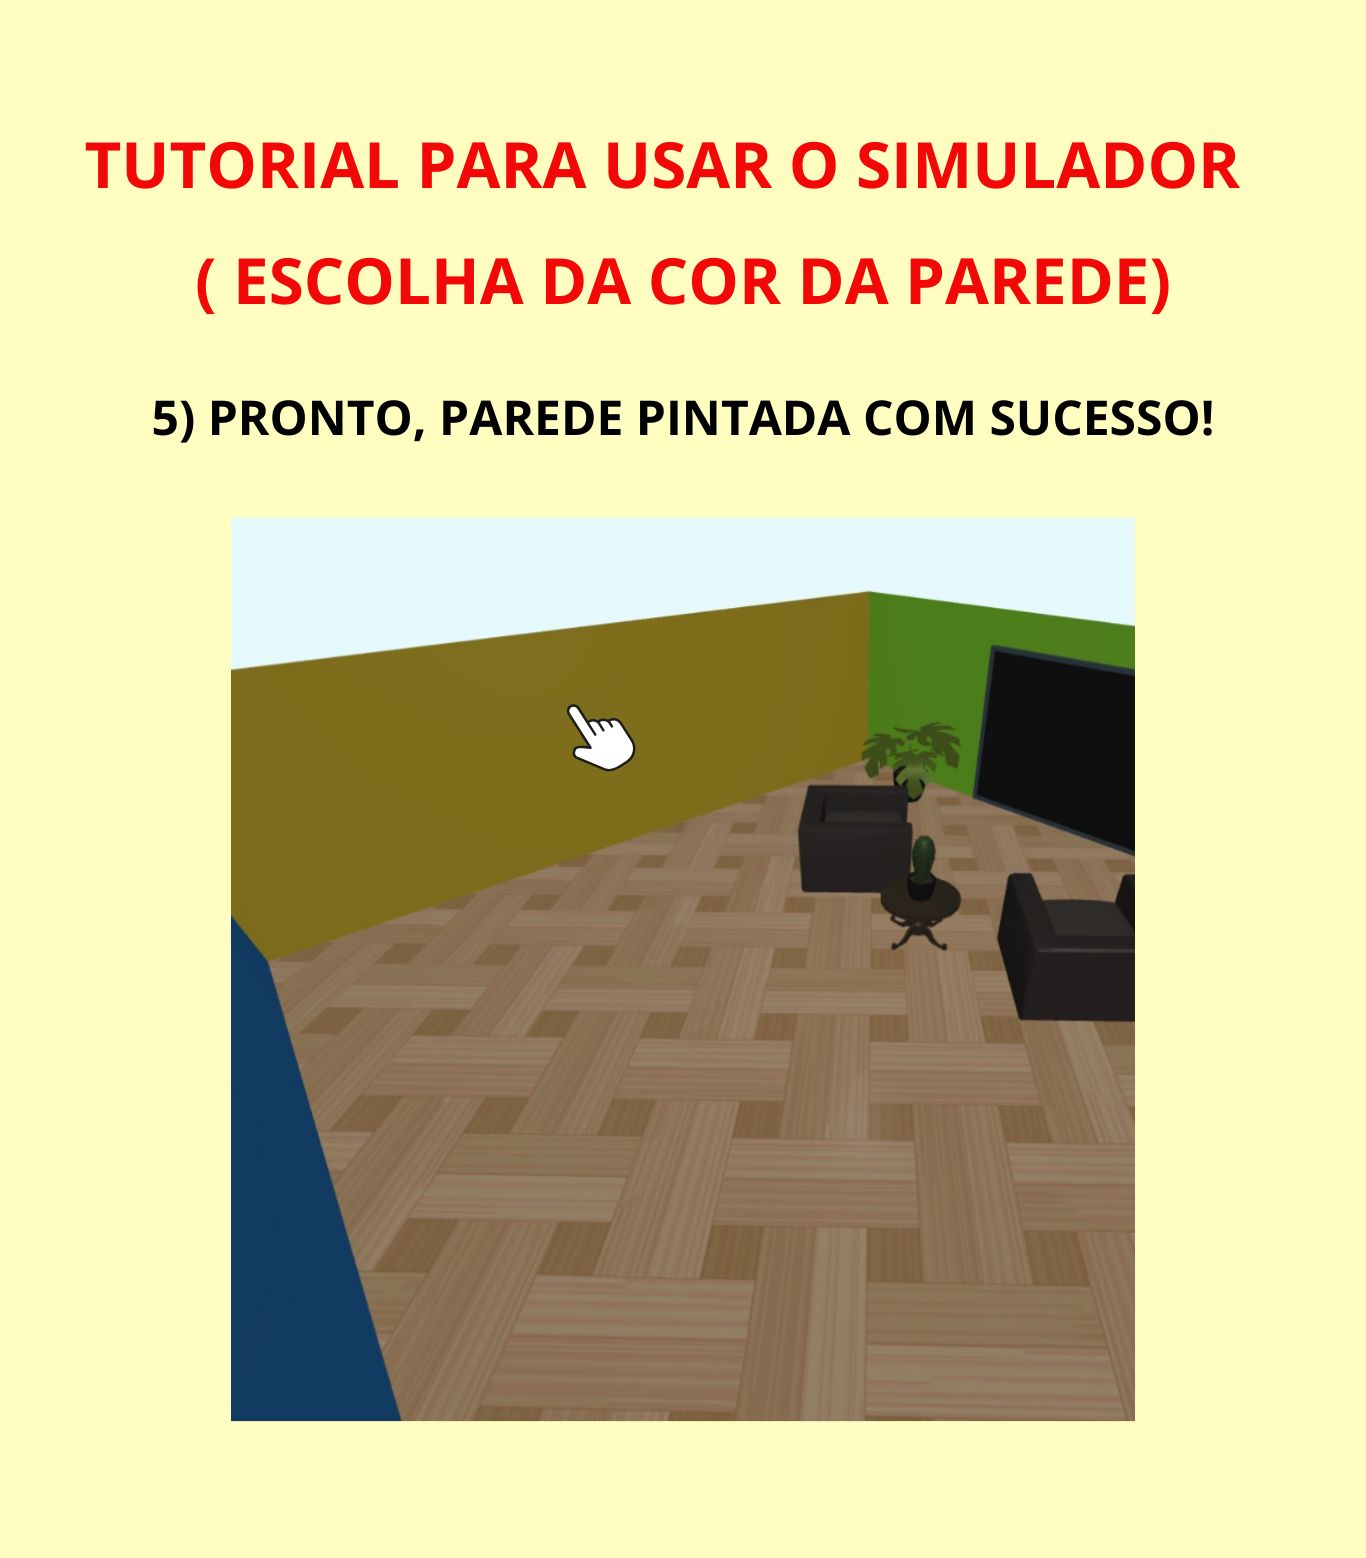 TUTORIAL PARA USAR O SIMULADOR
( ESCOLHA DA COR DA PAREDE)
5) PRONTO, PAREDE PINTADA COM SUCESSO!